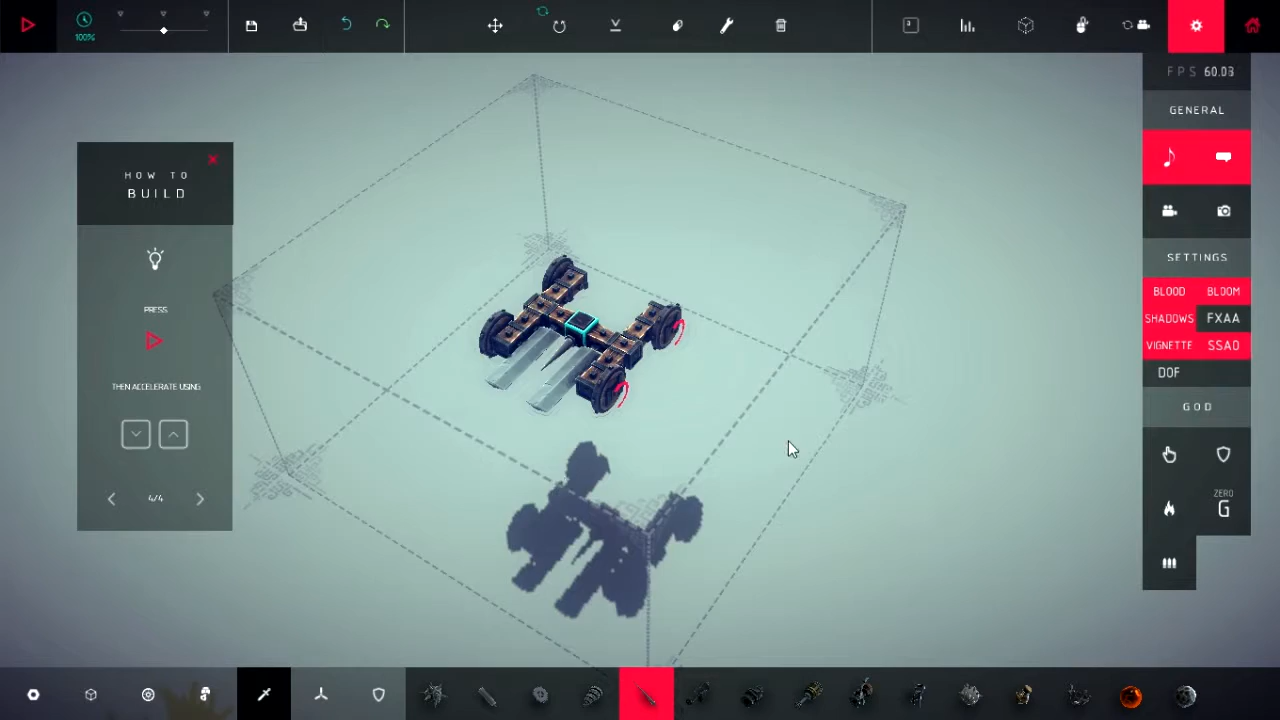 100%
FPS 60.08
GENERAL
HOW TO
BUILD
PRESS
THEN ACCELERATE USING
4/4
SETTINGS
BLOOD BLOOM
SHADOWS FXAA
VIGNETTE SSAO
DOF
GOD
ZERO
G